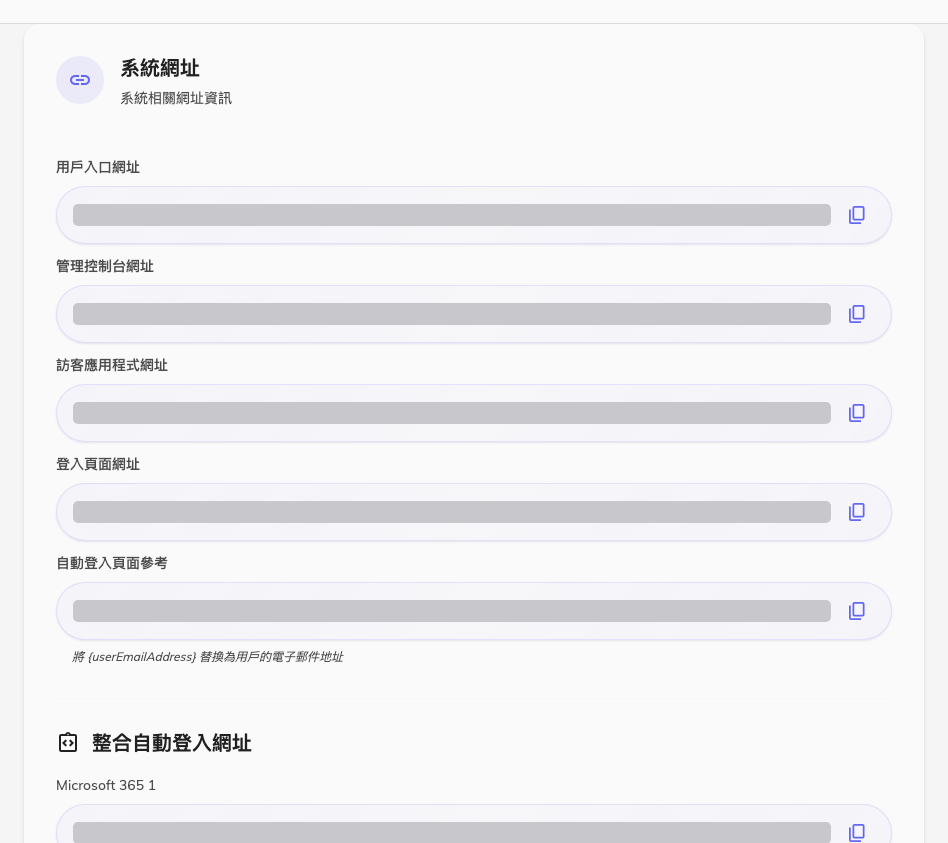 系統網址
系統相關網址資訊
用戶入口網址
管理控制台網址
訪客應用程式網址
登入頁面網址
自動登入頁面參考
將 {userEmailAddress} 替換為用戶的電子郵件地址
整合自動登入網址
Microsoft 365 1